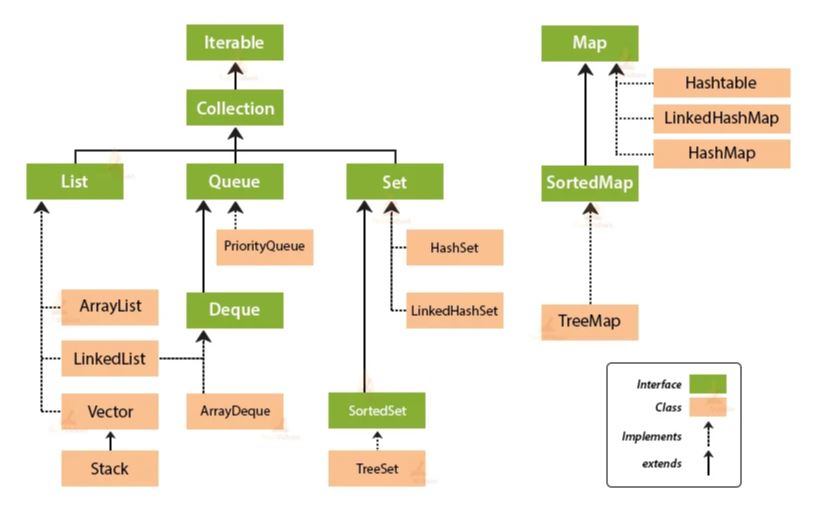 Iterable
Map
Hashtable
Collection
LinkedHashMap
HashMap
List
Queue
Set
SortedMap
PriorityQueue
HashSet
ArrayList
Deque
LinkedHashSet
TreeMap
LinkedList
Vector
ArrayDeque
SortedSet
Stack
TreeSet
Interface
Class
Implements
extends